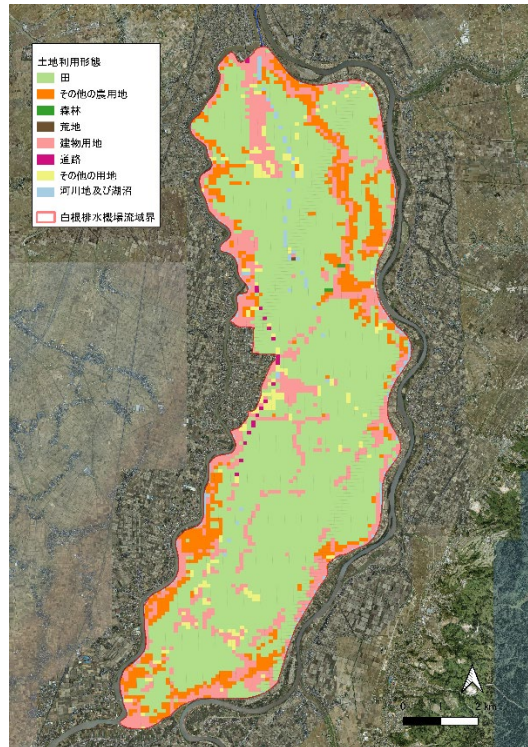 土地利用形態
田
その他の農用地
森林
荒地
建物用地
道路
その他の用地
河川地及び湖沼
白根排水機場流域界
0 1 2 km